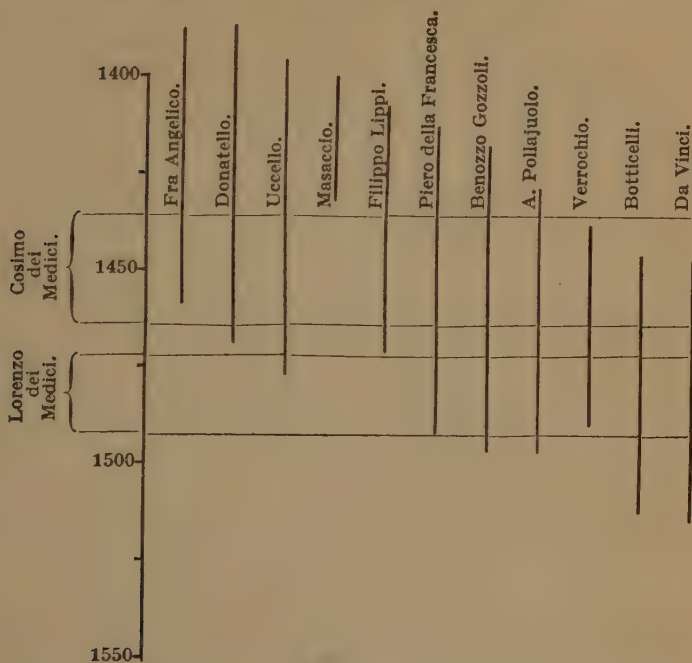 1400
1450
1500
1550
Cosimo
dei
Medici.
Lorenzo
dei
Medici.
Fra Angelico.
Donatello.
Uccello.
Masaccio.
Filippo Lippi.
Piero della Francesca.
Benozzo Gozzoli.
A. Pollajuolo.
Verrochio.
Botticelli.
Da Vinci.